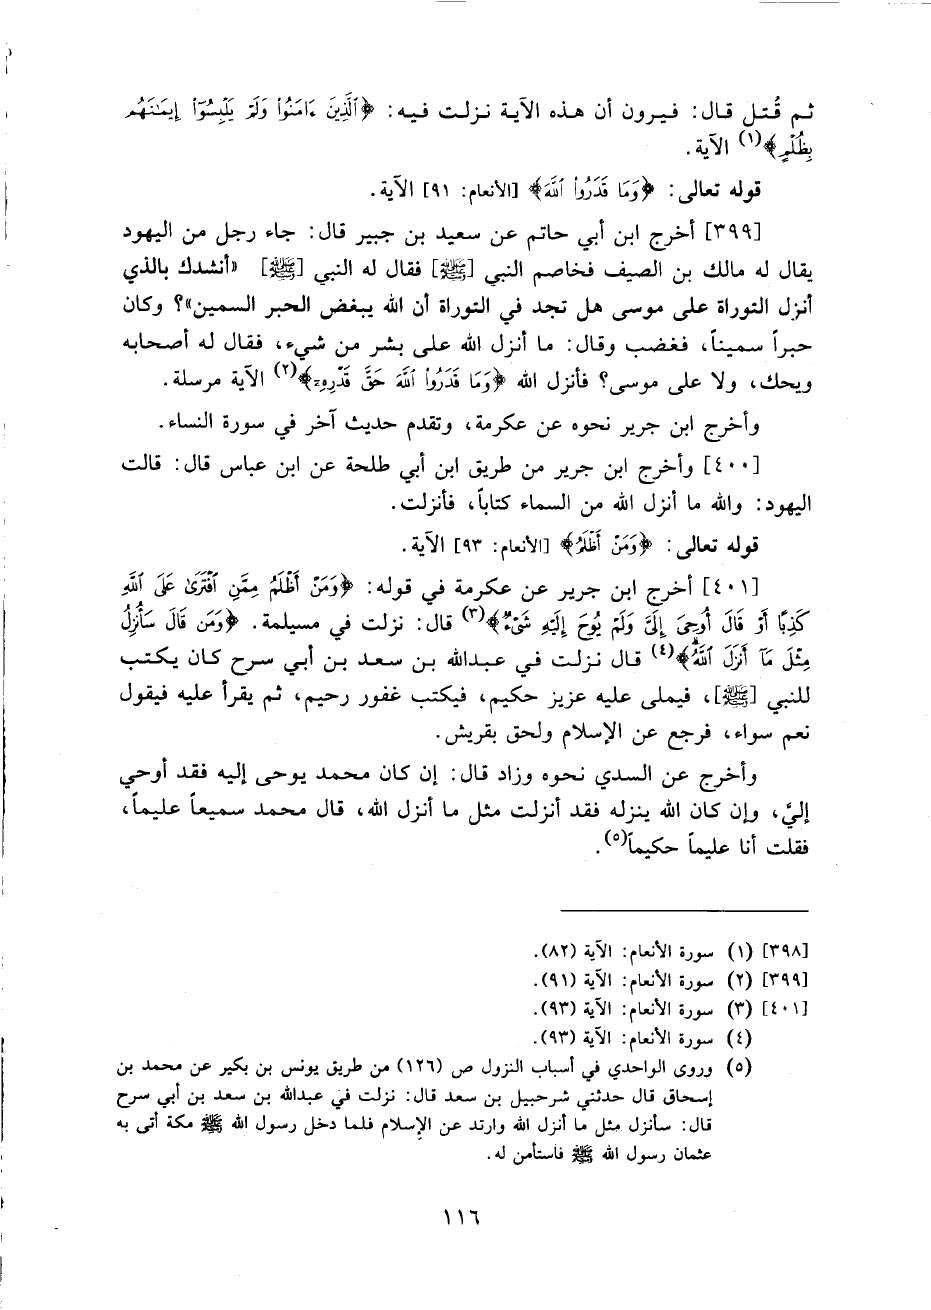 ثم قُتل قال: فيرون أن هذه الآية نزلت فيه: ﴿ٱلَّذِينَ ءَامَنُوا۟ وَلَمْ يَلْبِسُوٓا۟ إِيمَـٰنَهُم
بِظُلْمٍ﴾(١) الآية.
قوله تعالى: ﴿وَمَا قَدَرُوا۟ ٱللَّهَ﴾ [الأنعام: ٩١] الآية.
[٣٩٩] أخرج ابن أبي حاتم عن سعيد بن جبير قال: جاء رجل من اليهود
يقال له مالك بن الصيف فخاصم النبي [ﷺ] فقال له النبي [ﷺ] «أنشدك بالذي
أنزل التوراة على موسى هل تجد في التوراة أن الله يبغض الحبر السمين»؟ وكان
حبراً سميناً، فغضب وقال: ما أنزل الله على بشر من شيء، فقال له أصحابه
ويحك، ولا على موسى؟ فأنزل الله ﴿وَمَا قَدَرُوا۟ ٱللَّهَ حَقَّ قَدْرِهِۦٓ﴾(٢) الآية مرسلة.
وأخرج ابن جرير نحوه عن عكرمة، وتقدم حديث آخر في سورة النساء.
[٤٠٠] وأخرج ابن جرير من طريق ابن أبي طلحة عن ابن عباس قال: قالت
اليهود: والله ما أنزل الله من السماء كتاباً، فأنزلت.
قوله تعالى: ﴿وَمَنْ أَظْلَمُ﴾ [الأنعام: ٩٣] الآية.
[٤٠١] أخرج ابن جرير عن عكرمة في قوله: ﴿وَمَنْ أَظْلَمُ مِمَّنِ ٱفْتَرَىٰ عَلَى ٱللَّهِ
كَذِبًا أَوْ قَالَ أُوحِىَ إِلَىَّ وَلَمْ يُوحَ إِلَيْهِ شَىْءٌ﴾(٣) قال: نزلت في مسيلمة. ﴿وَمَن قَالَ سَأُنزِلُ
مِثْلَ مَآ أَنزَلَ ٱللَّهُ﴾(٤) قال نزلت في عبدالله بن سعد بن أبي سرح كان يكتب
للنبي [ﷺ]، فيملى عليه عزيز حكيم، فيكتب غفور رحيم، ثم يقرأ عليه فيقول
نعم سواء، فرجع عن الإسلام ولحق بقريش.
وأخرج عن السدي نحوه وزاد قال: إن كان محمد يوحى إليه فقد أوحي
إليَّ، وإن كان الله ينزله فقد أنزلت مثل ما أنزل الله، قال محمد سميعاً عليماً،
فقلت أنا عليماً حكيماً(٥).
[٣٩٨] (١) سورة الأنعام: الآية (٨٢).
[٣٩٩] (٢) سورة الأنعام: الآية (٩١).
[٤٠١] (٣) سورة الأنعام: الآية (٩٣).
(٤) سورة الأنعام: الآية (٩٣).
(٥) وروى الواحدي في أسباب النزول ص (١٢٦) من طريق يونس بن بكير عن محمد بن
إسحاق قال حدثني شرحبيل بن سعد قال: نزلت في عبدالله بن سعد بن أبي سرح
قال: سأنزل مثل ما أنزل الله وارتد عن الإسلام فلما دخل رسول الله ﷺ مكة أتى به
عثمان رسول الله ﷺ فاستأمن له.
١١٦